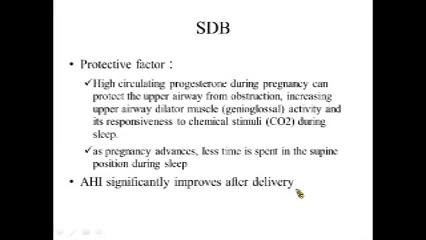 SDB
• Protective factor：
✓High circulating progesterone during pregnancy can
protect the upper airway from obstruction, increasing
upper airway dilator muscle (genioglossal) activity and
its responsiveness to chemical stimuli (CO2) during
sleep.
✓as pregnancy advances, less time is spent in the supine
position during sleep
• AHI significantly improves after delivery